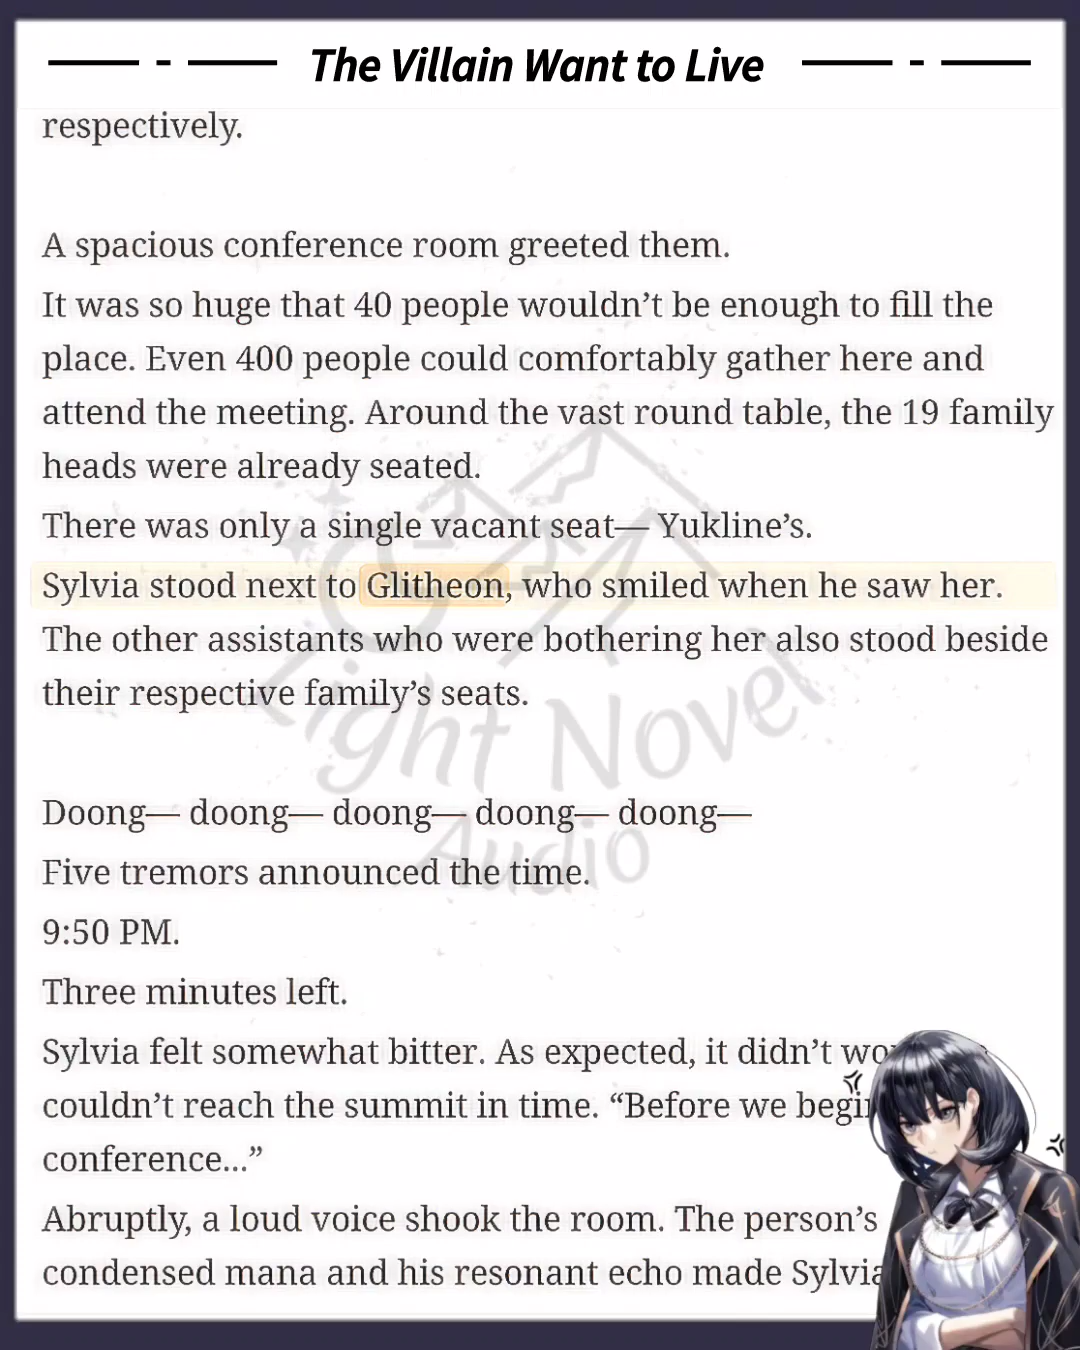 The Villain Want to Live
respectively.
A spacious conference room greeted them.
It was so huge that 40 people wouldn’t be enough to fill the
place. Even 400 people could comfortably gather here and
attend the meeting. Around the vast round table, the 19 family
heads were already seated.
There was only a single vacant seat— Yukline’s.
Sylvia stood next to Glitheon, who smiled when he saw her.
The other assistants who were bothering her also stood beside
their respective family’s seats.
Light Novel
Doong— doong— doong— doong— doong—
Audio
Five tremors announced the time.
9:50 PM.
Three minutes left.
Sylvia felt somewhat bitter. As expected, it didn’t
couldn’t reach the summit in time. “Before we
conference...”
Abruptly, a loud voice shook the room. The person’s
condensed mana and his resonant echo made Sylvia